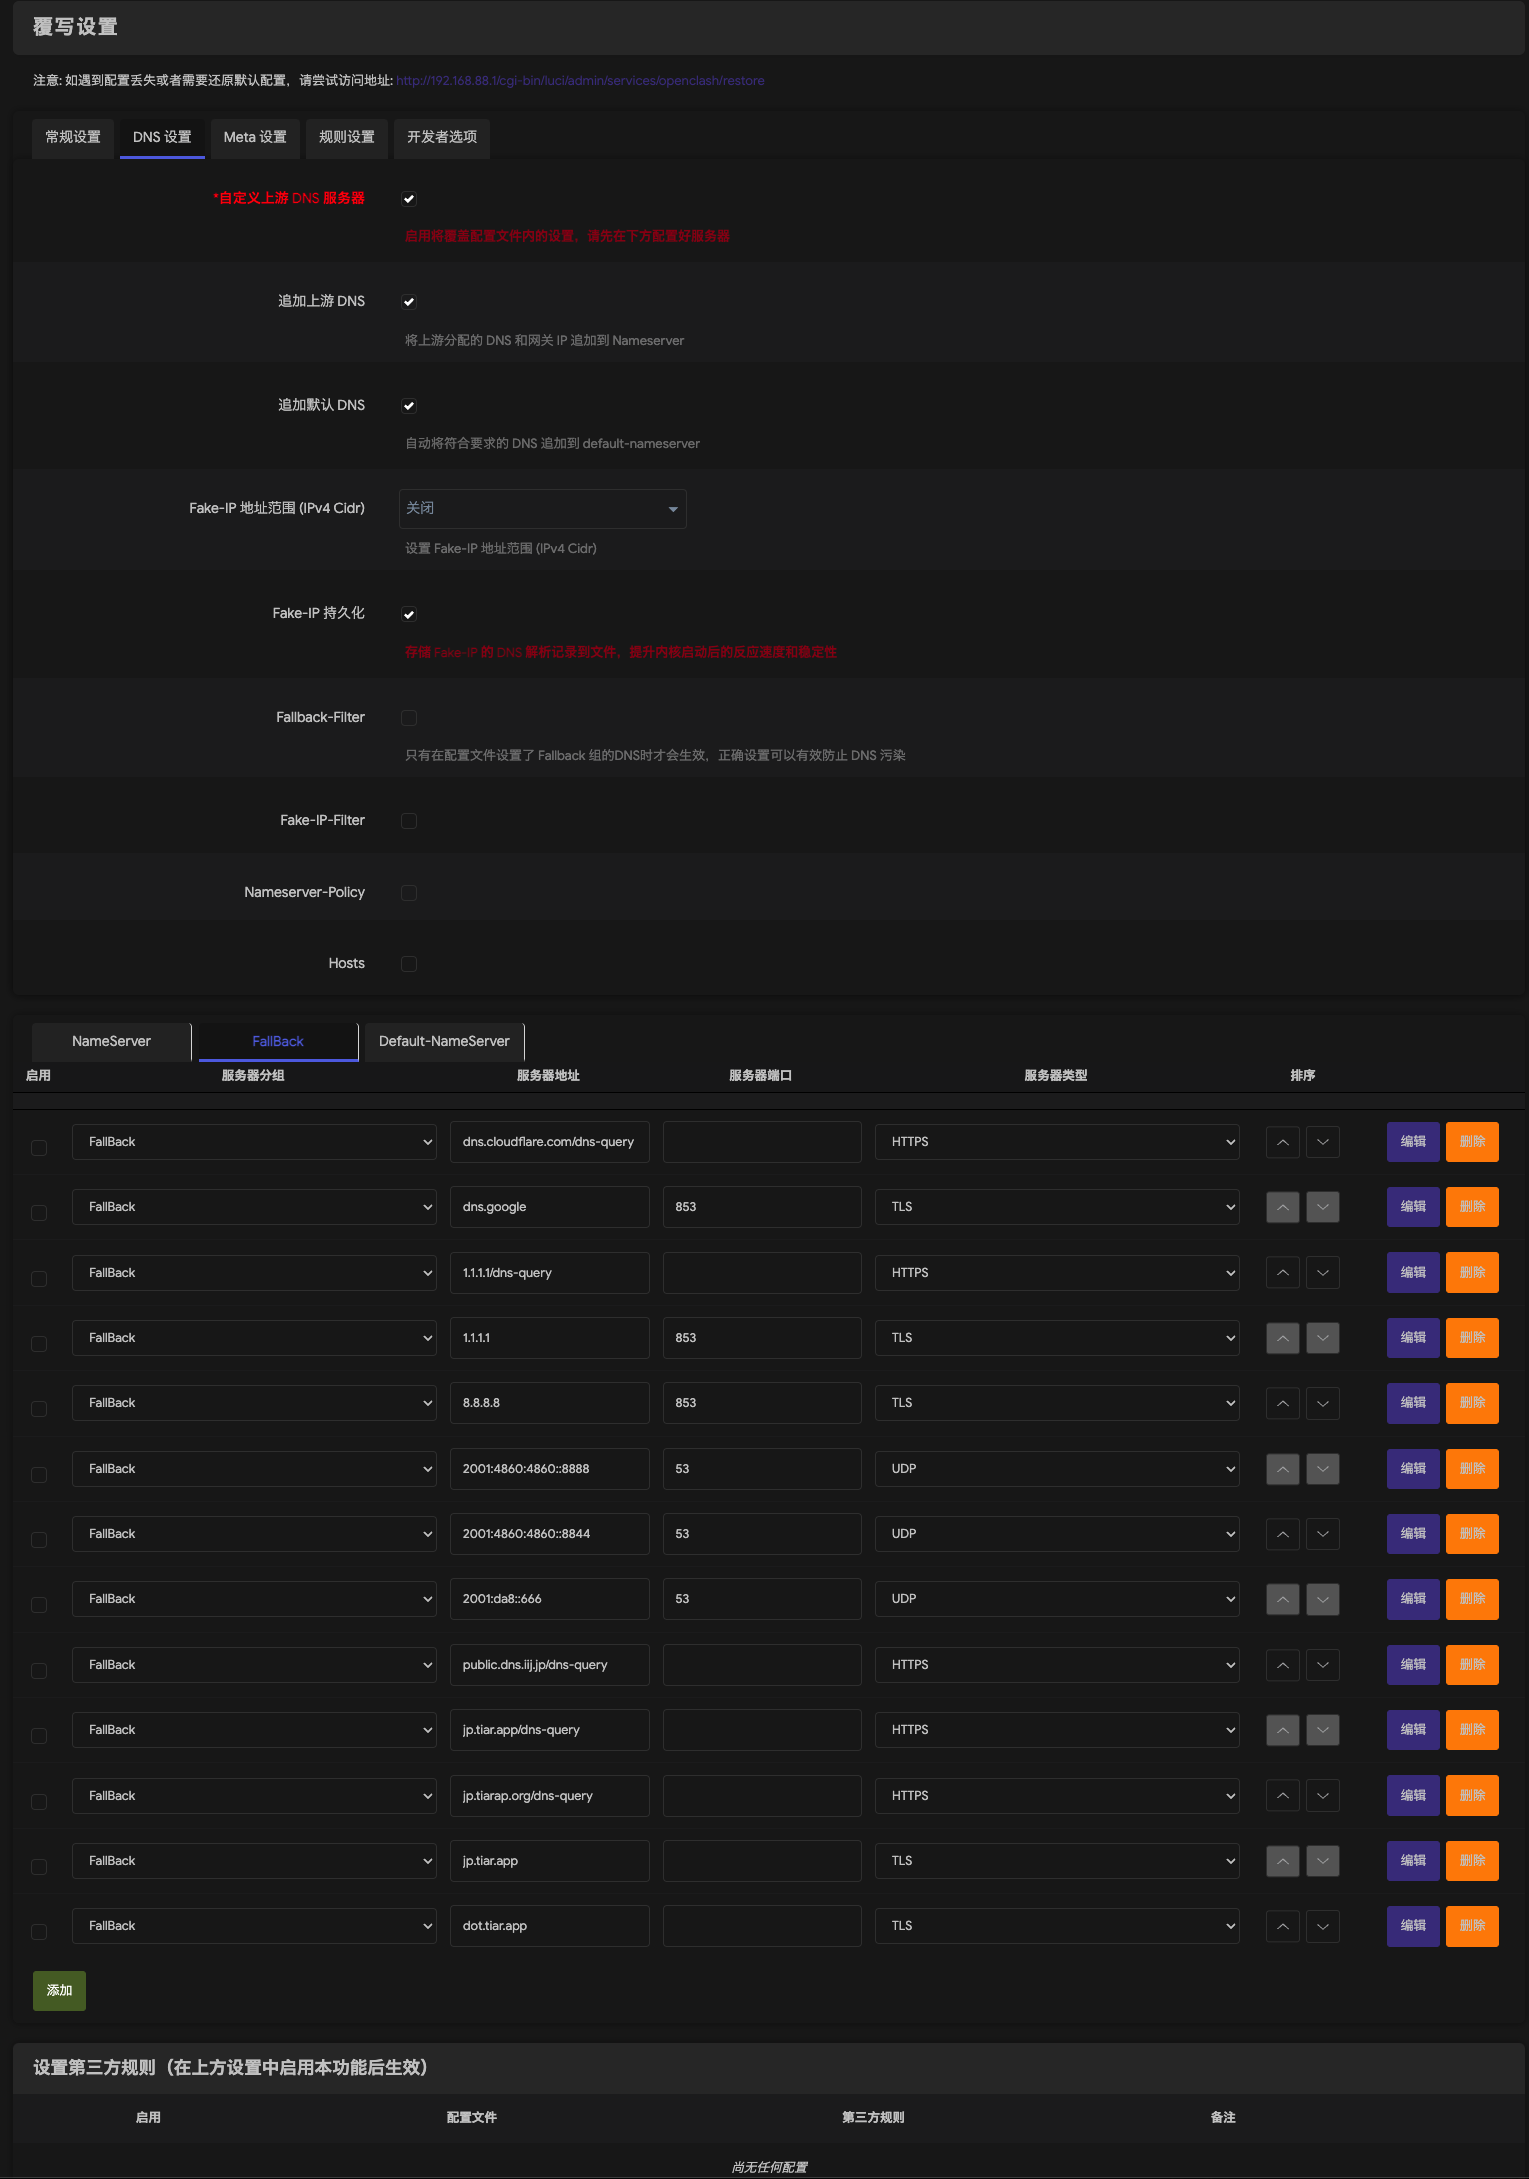 覆写设置
注意: 如遇到配置丢失或者需要还原默认配置，请尝试访问地址: http://192.168.88.1/cgi-bin/luci/admin/services/openclash/restore
常规设置 DNS 设置 Meta 设置 规则设置 开发者选项
*自定义上游 DNS 服务器
启用将覆盖配置文件内的设置，请先在下方配置好服务器
追加上游 DNS
将上游分配的 DNS 和网关 IP 追加到 Nameserver
追加默认 DNS
自动将符合要求的 DNS 追加到 default-nameserver
Fake-IP 地址范围 (IPv4 Cidr) 关闭
设置 Fake-IP 地址范围 (IPv4 Cidr)
Fake-IP 持久化
存储 Fake-IP 的 DNS 解析记录到文件，提升内核启动后的反应速度和稳定性
Fallback-Filter
只有在配置文件设置了 Fallback 组的DNS时才会生效，正确设置可以有效防止 DNS 污染
Fake-IP-Filter
Nameserver-Policy
Hosts
NameServer FallBack Default-NameServer
启用 服务器分组 服务器地址 服务器端口 服务器类型 排序
FallBack dns.cloudflare.com/dns-query HTTPS 编辑 删除
FallBack dns.google 853 TLS 编辑 删除
FallBack 1.1.1.1/dns-query HTTPS 编辑 删除
FallBack 1.1.1.1 853 TLS 编辑 删除
FallBack 8.8.8.8 853 TLS 编辑 删除
FallBack 2001:4860:4860::8888 53 UDP 编辑 删除
FallBack 2001:4860:4860::8844 53 UDP 编辑 删除
FallBack 2001:da8::666 53 UDP 编辑 删除
FallBack public.dns.iij.jp/dns-query HTTPS 编辑 删除
FallBack jp.tiar.app/dns-query HTTPS 编辑 删除
FallBack jp.tiarap.org/dns-query HTTPS 编辑 删除
FallBack jp.tiar.app TLS 编辑 删除
FallBack dot.tiar.app TLS 编辑 删除
添加
设置第三方规则（在上方设置中启用本功能后生效）
启用 配置文件 第三方规则 备注
尚无任何配置